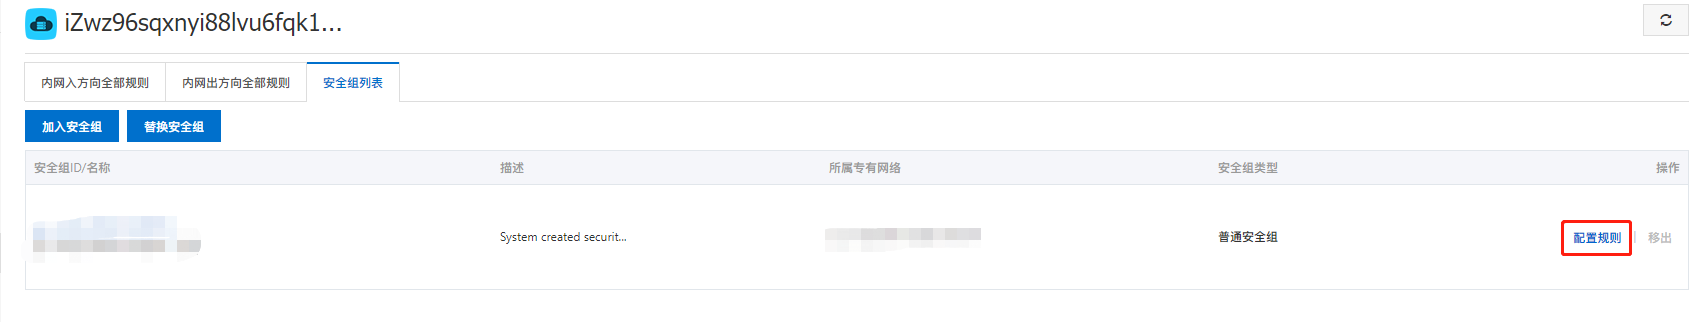 iZwz96sqxnyi88lvu6fqk1...
内网入方向全部规则 内网出方向全部规则 安全组列表
加入安全组 替换安全组
安全组ID/名称 描述 所属专有网络 安全组类型 操作
System created securit... 普通安全组 配置规则 | 移出